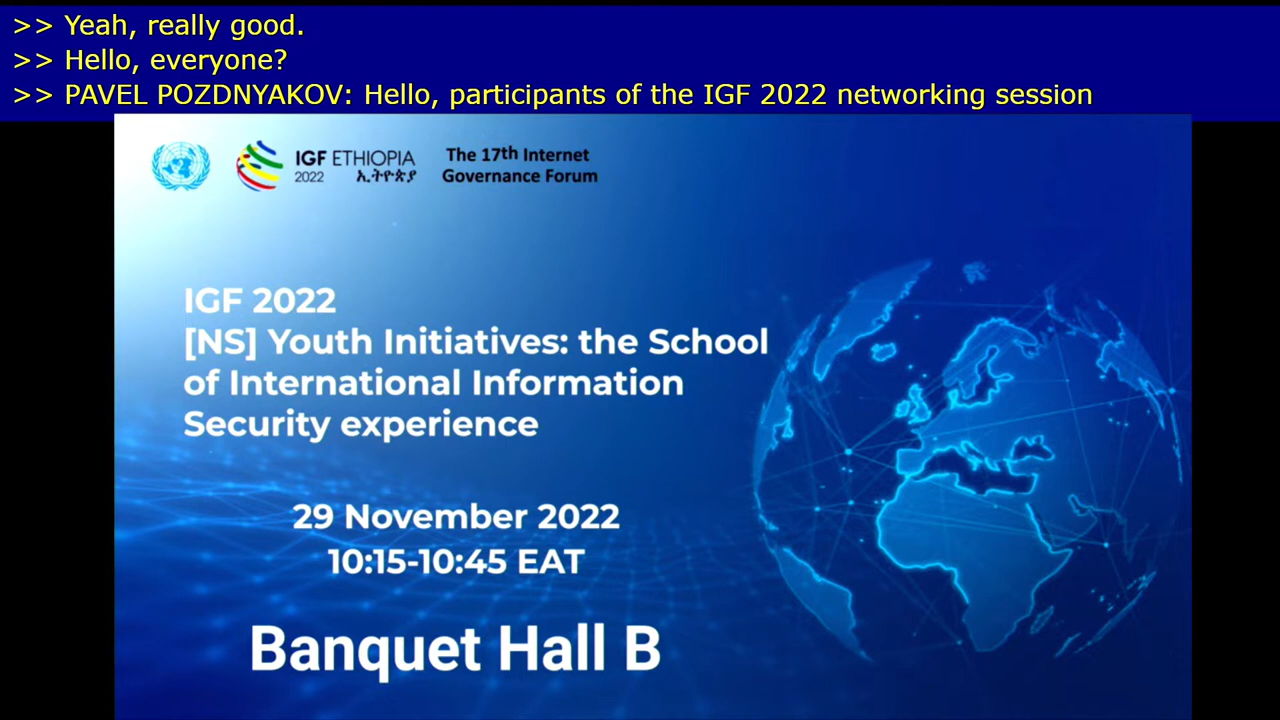 >> Yeah, really good.
>> Hello, everyone?
>> PAVEL POZDNYAKOV: Hello, participants of the IGF 2022 networking session
IGF ETHIOPIA
2022 ኢትዮጵያ
The 17th Internet
Governance Forum
IGF 2022
[NS] Youth Initiatives: the School
of International Information
Security experience
29 November 2022
10:15-10:45 EAT
Banquet Hall B